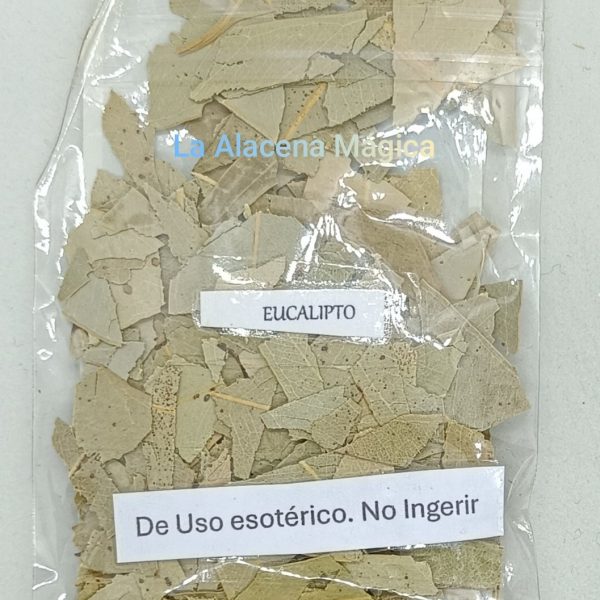 La Alacena Mágica
EUCALIPTO
De Uso esotérico. No Ingerir